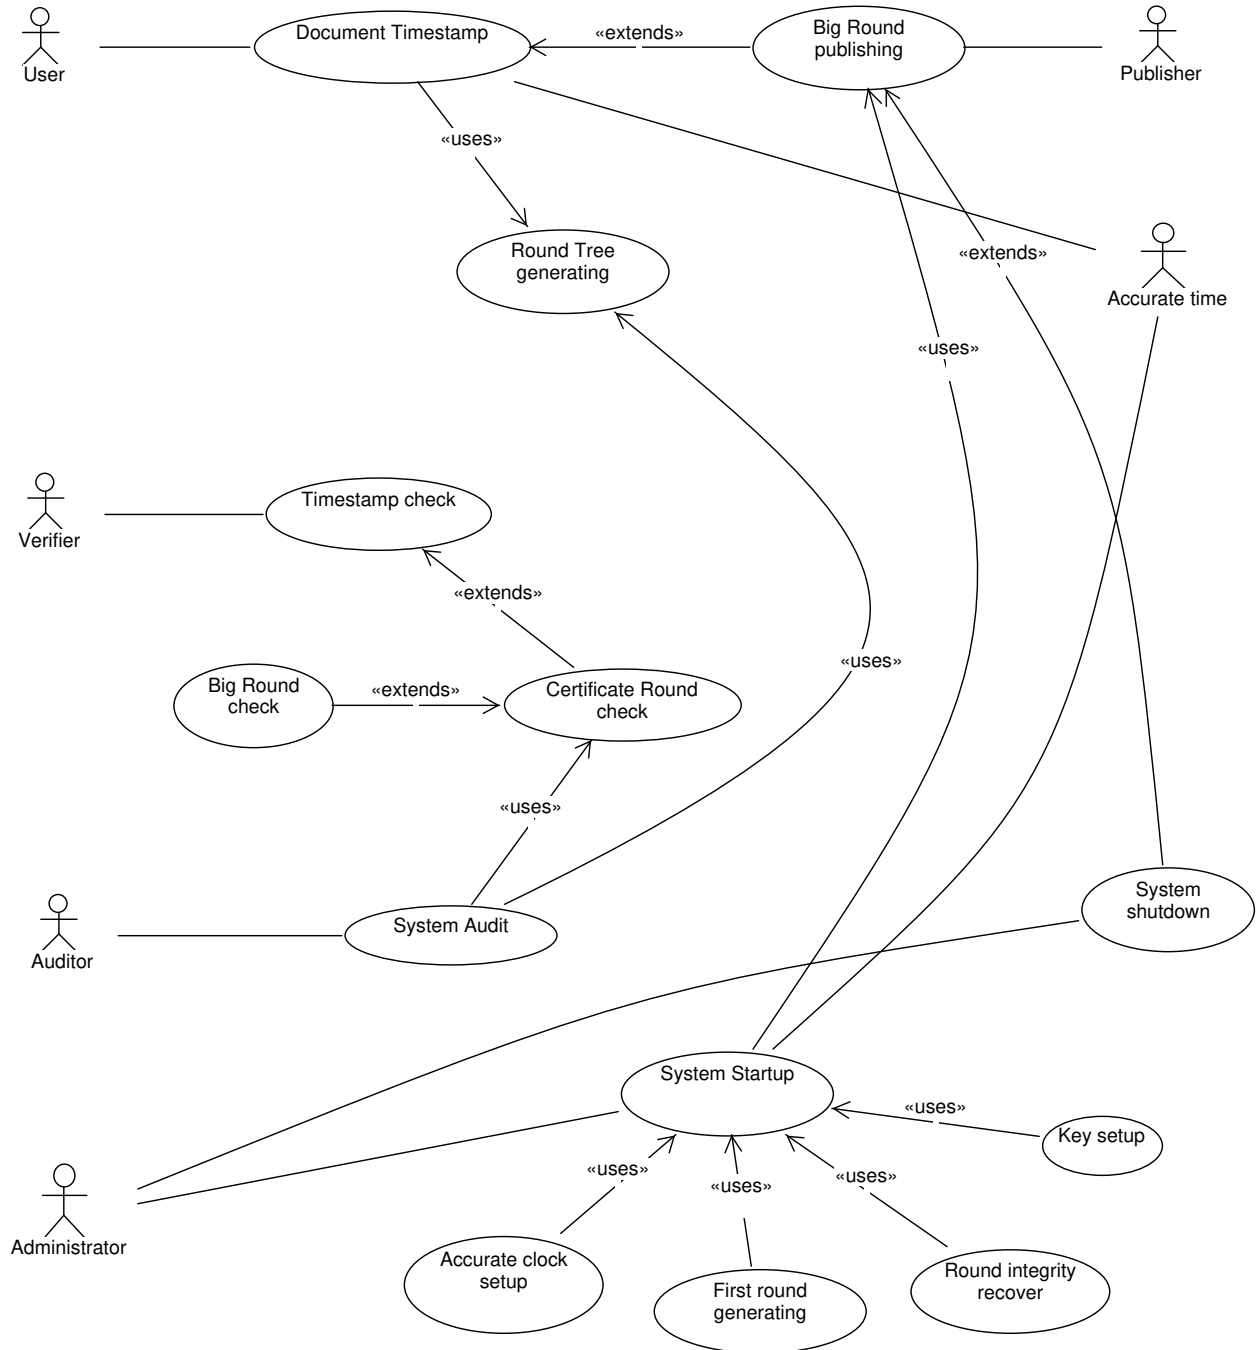 Document Timestamp
«extends»
Big Round
publishing
User
Publisher
«uses»
Round Tree
generating
«extends»
Accurate time
«uses»
Timestamp check
Verifier
«extends»
«uses»
Big Round
check
«extends»
Certificate Round
check
«uses»
System
shutdown
System Audit
Auditor
System Startup
«uses»
Key setup
«uses»
«uses»
«uses»
Administrator
Accurate clock
setup
First round
generating
Round integrity
recover